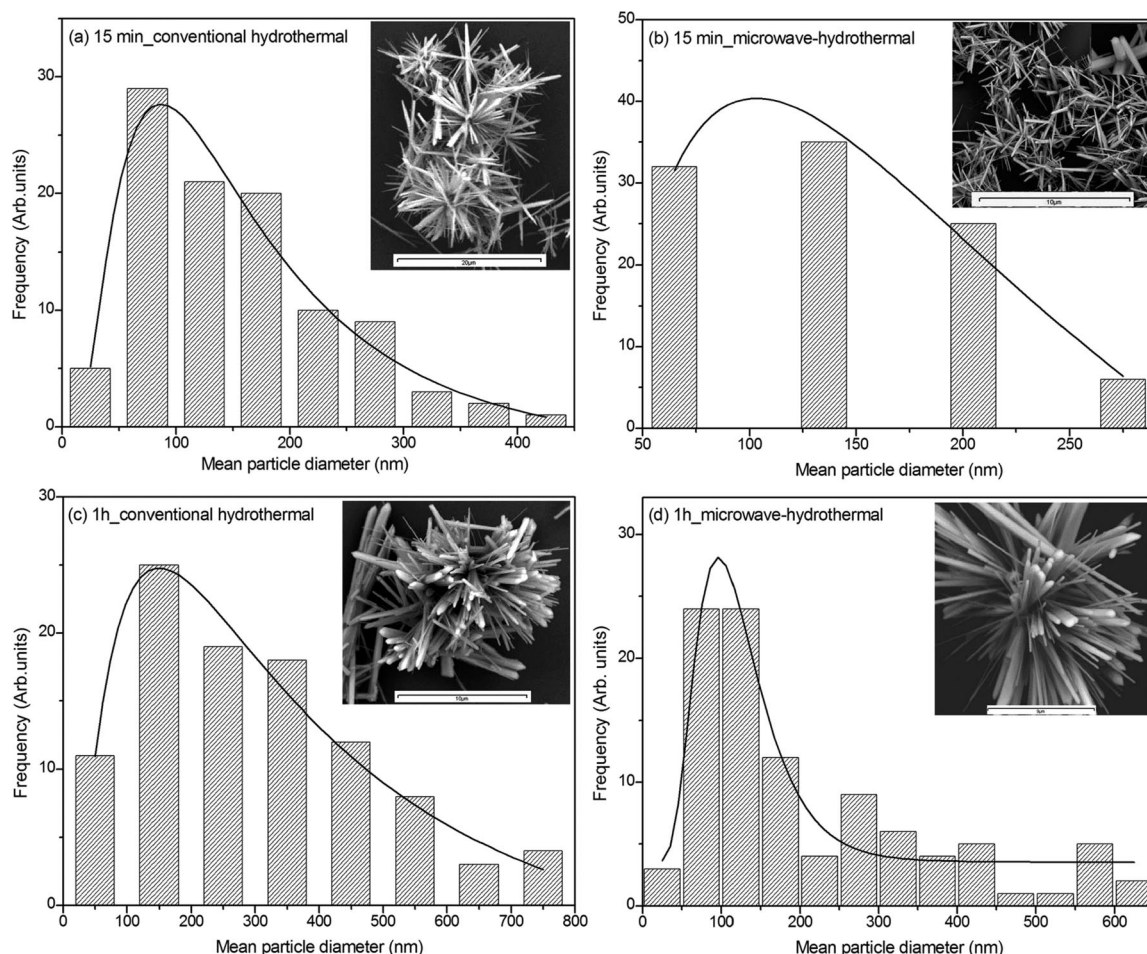 (a) 15 min_conventional hydrothermal
30
20
10
0
0 100 200 300 400
Frequency (Arb.units)
Mean particle diameter (nm)
20µm
(b) 15 min_microwave-hydrothermal
50
40
30
20
10
0
50 100 150 200 250
Frequency (Arb.units)
Mean particle diameter (nm)
10µm
(c) 1h_conventional hydrothermal
30
20
10
0
0 100 200 300 400 500 600 700 800
Frequency (Arb.units)
Mean particle diameter (nm)
10µm
(d) 1h_microwave-hydrothermal
30
20
10
0
0 100 200 300 400 500 600
Frequency (Arb. units)
Mean particle diameter (nm)